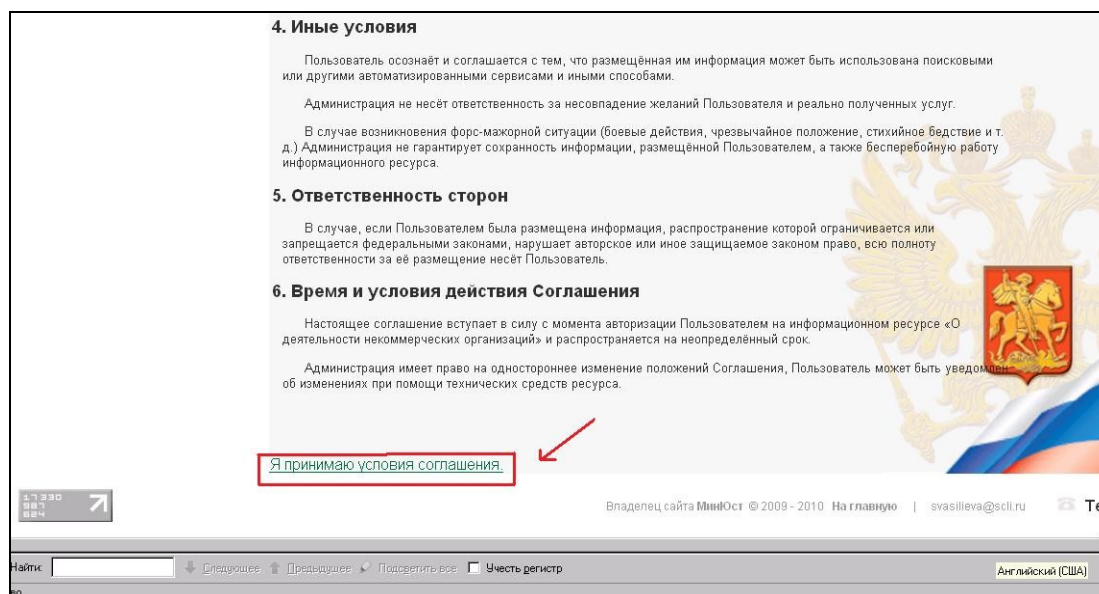 4. Иные условия
Пользователь осознаёт и соглашается с тем, что размещённая им информация может быть использована поисковыми
или другими автоматизированными сервисами и иными способами.
Администрация не несёт ответственность за несовпадение желаний Пользователя и реально полученных услуг.
В случае возникновения форс-мажорной ситуации (боевые действия, чрезвычайное положение, стихийное бедствие и т.
д.) Администрация не гарантирует сохранность информации, размещённой Пользователем, а также бесперебойную работу
информационного ресурса.
5. Ответственность сторон
В случае, если Пользователем была размещена информация, распространение которой ограничивается или
запрещается федеральными законами, нарушает авторское или иное защищаемое законом право, всю полноту
ответственности за её размещение несёт Пользователь.
6. Время и условия действия Соглашения
Настоящее соглашение вступает в силу с момента авторизации Пользователем на информационном ресурсе «О
деятельности некоммерческих организаций» и распространяется на неопределённый срок.
Администрация имеет право на одностороннее изменение положений Соглашения, Пользователь может быть уведомлен
об изменениях при помощи технических средств ресурса.
Я принимаю условия соглашения.
17 330
987
624
Владелец сайта МинЮст © 2009 - 2010 На главную | svasilieva@scli.ru Те
Найти: Следующее Предыдущее Подсветить все Учесть регистр
Английский (США)